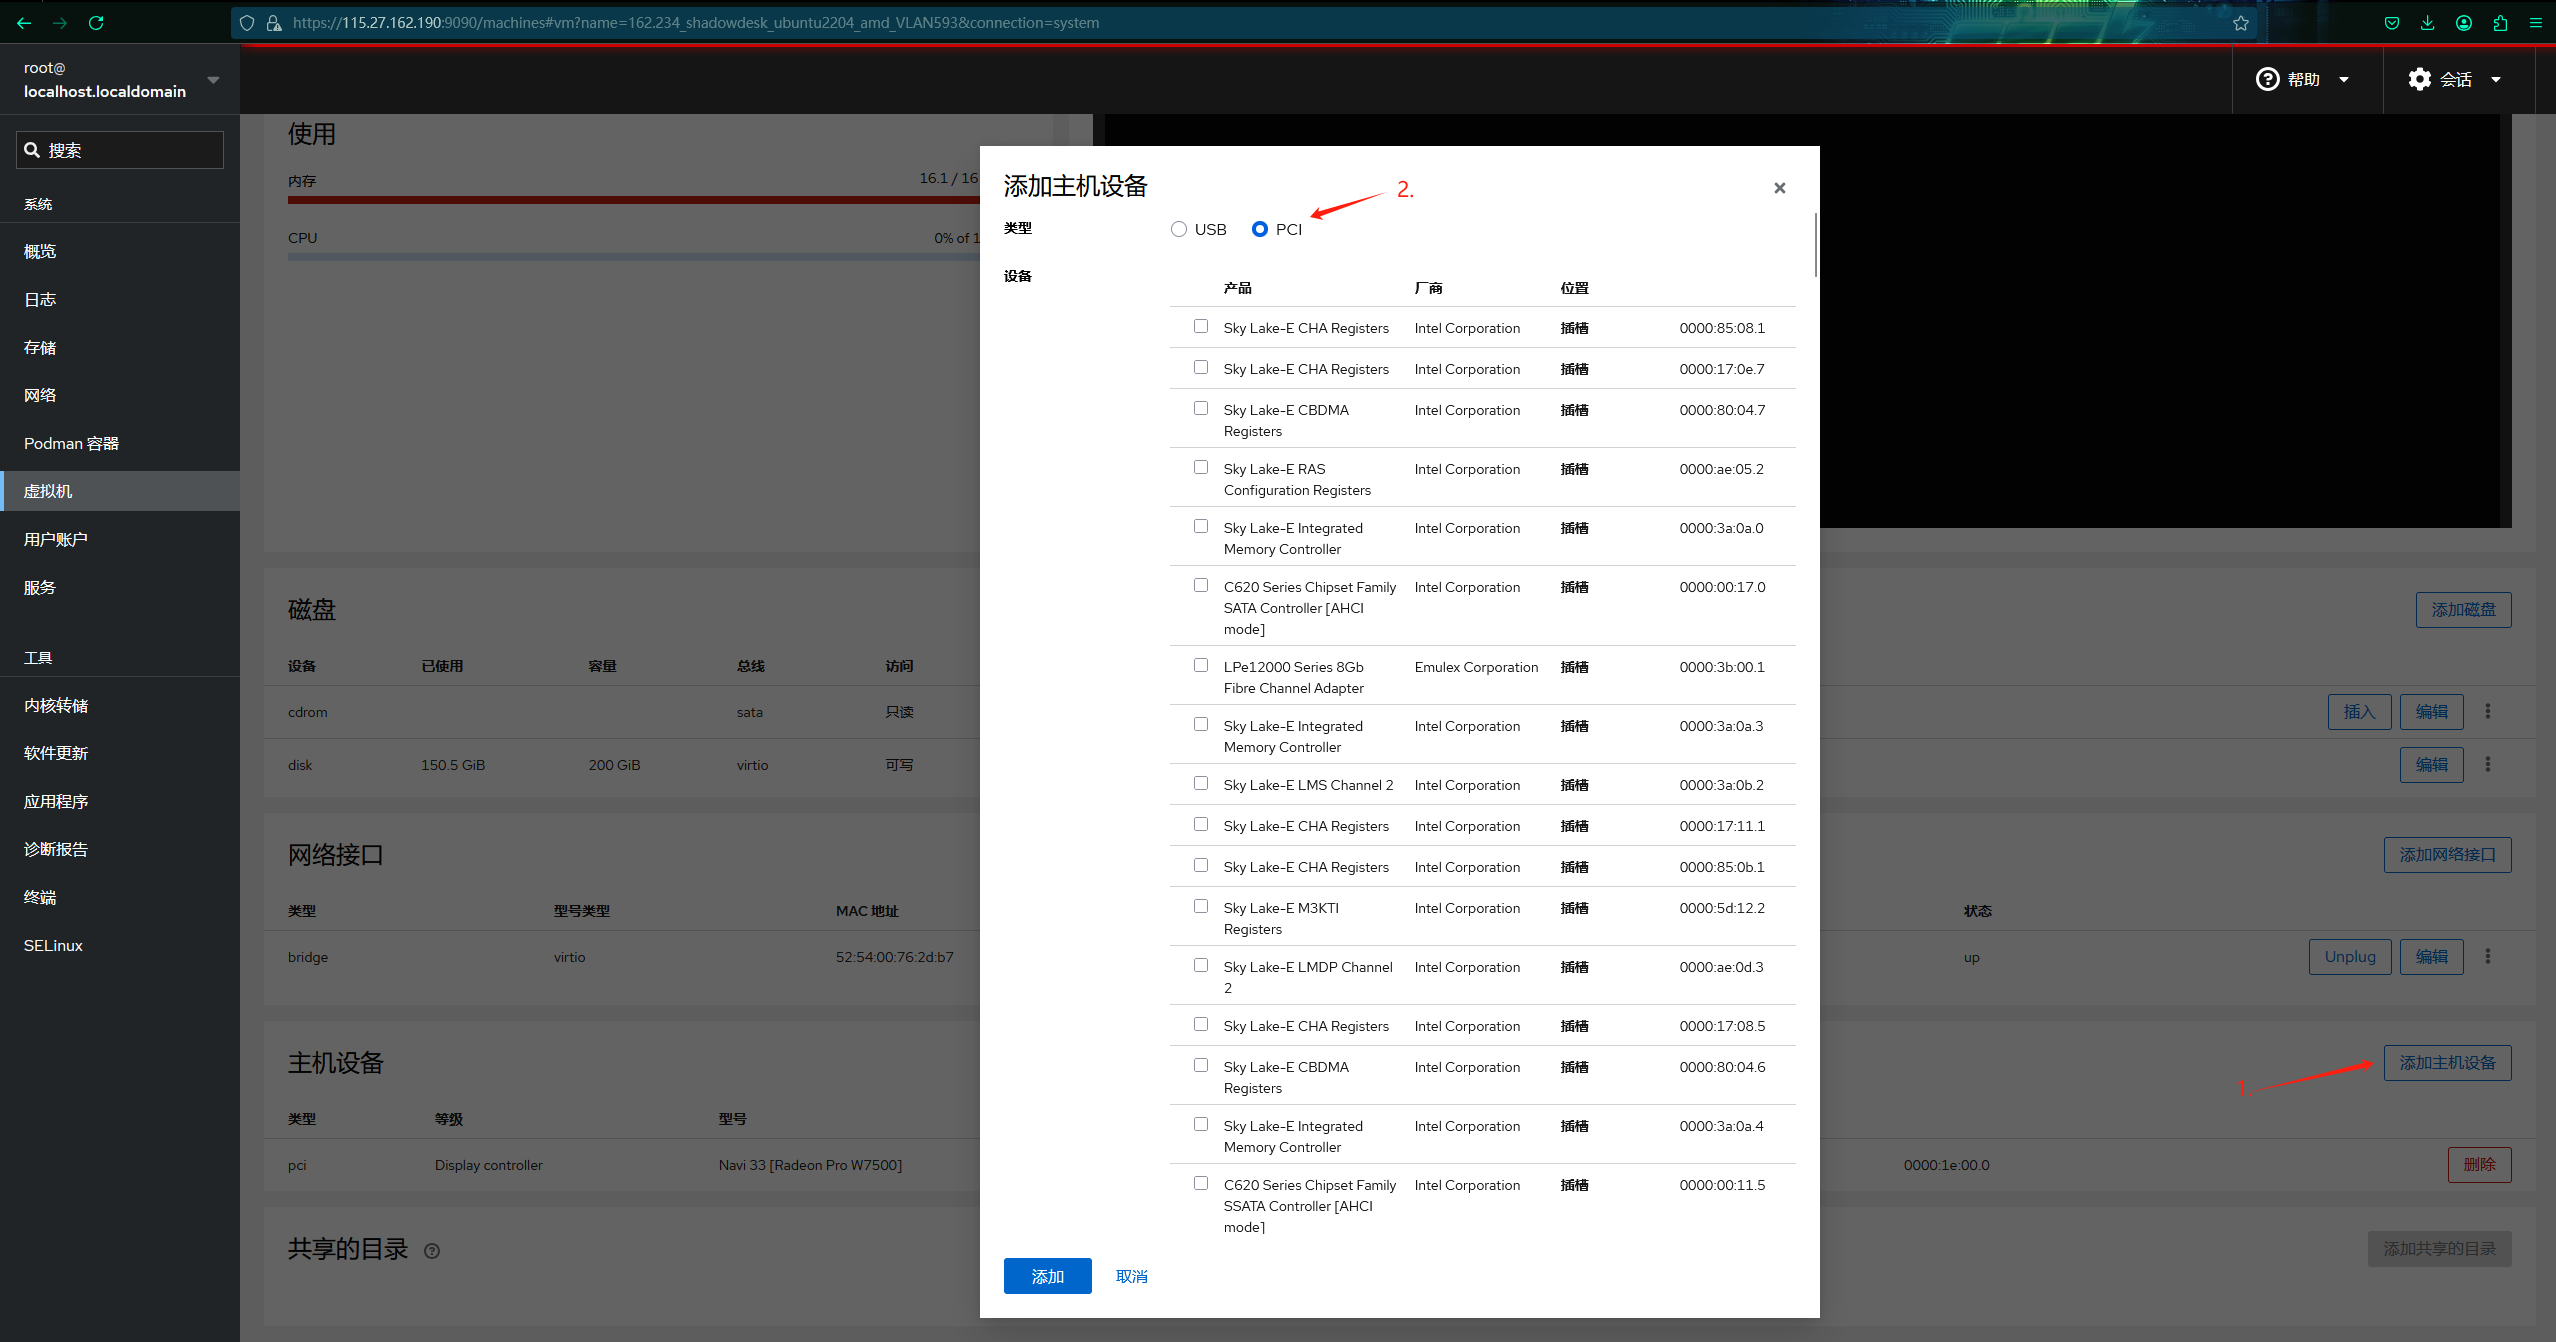 https://115.27.162.190:9090/machines#vm?name=162.234_shadowdesk_ubuntu2204_amd_VLAN593&connection=system
root@
localhost.localdomain
帮助
会话
搜索
系统
概览
日志
存储
网络
Podman 容器
虚拟机
用户账户
服务
工具
内核转储
软件更新
应用程序
诊断报告
终端
SELinux
使用
内存
16.1 / 16
CPU
0% of 1
磁盘
添加磁盘
设备 已使用 容量 总线 访问
cdrom sata 只读 插入 编辑
disk 150.5 GiB 200 GiB virtio 可写 编辑
网络接口
添加网络接口
类型 型号类型 MAC 地址 状态
bridge virtio 52:54:00:76:2d:b7 up Unplug 编辑
主机设备
添加主机设备
1.
类型 等级 型号
pci Display controller Navi 33 [Radeon Pro W7500] 0000:1e:00.0 删除
共享的目录
添加共享的目录
添加主机设备
2.
类型 USB PCI
设备
产品 厂商 位置
Sky Lake-E CHA Registers Intel Corporation 插槽 0000:85:08.1
Sky Lake-E CHA Registers Intel Corporation 插槽 0000:17:0e.7
Sky Lake-E CBDMA Intel Corporation 插槽 0000:80:04.7
Registers
Sky Lake-E RAS Intel Corporation 插槽 0000:ae:05.2
Configuration Registers
Sky Lake-E Integrated Intel Corporation 插槽 0000:3a:0a.0
Memory Controller
C620 Series Chipset Family Intel Corporation 插槽 0000:00:17.0
SATA Controller [AHCI
mode]
LPe12000 Series 8Gb Emulex Corporation 插槽 0000:3b:00.1
Fibre Channel Adapter
Sky Lake-E Integrated Intel Corporation 插槽 0000:3a:0a.3
Memory Controller
Sky Lake-E LMS Channel 2 Intel Corporation 插槽 0000:3a:0b.2
Sky Lake-E CHA Registers Intel Corporation 插槽 0000:17:11.1
Sky Lake-E CHA Registers Intel Corporation 插槽 0000:85:0b.1
Sky Lake-E M3KTI Intel Corporation 插槽 0000:5d:12.2
Registers
Sky Lake-E LMDP Channel Intel Corporation 插槽 0000:ae:0d.3
2
Sky Lake-E CHA Registers Intel Corporation 插槽 0000:17:08.5
Sky Lake-E CBDMA Intel Corporation 插槽 0000:80:04.6
Registers
Sky Lake-E Integrated Intel Corporation 插槽 0000:3a:0a.4
Memory Controller
C620 Series Chipset Family Intel Corporation 插槽 0000:00:11.5
SSATA Controller [AHCI
mode]
添加 取消